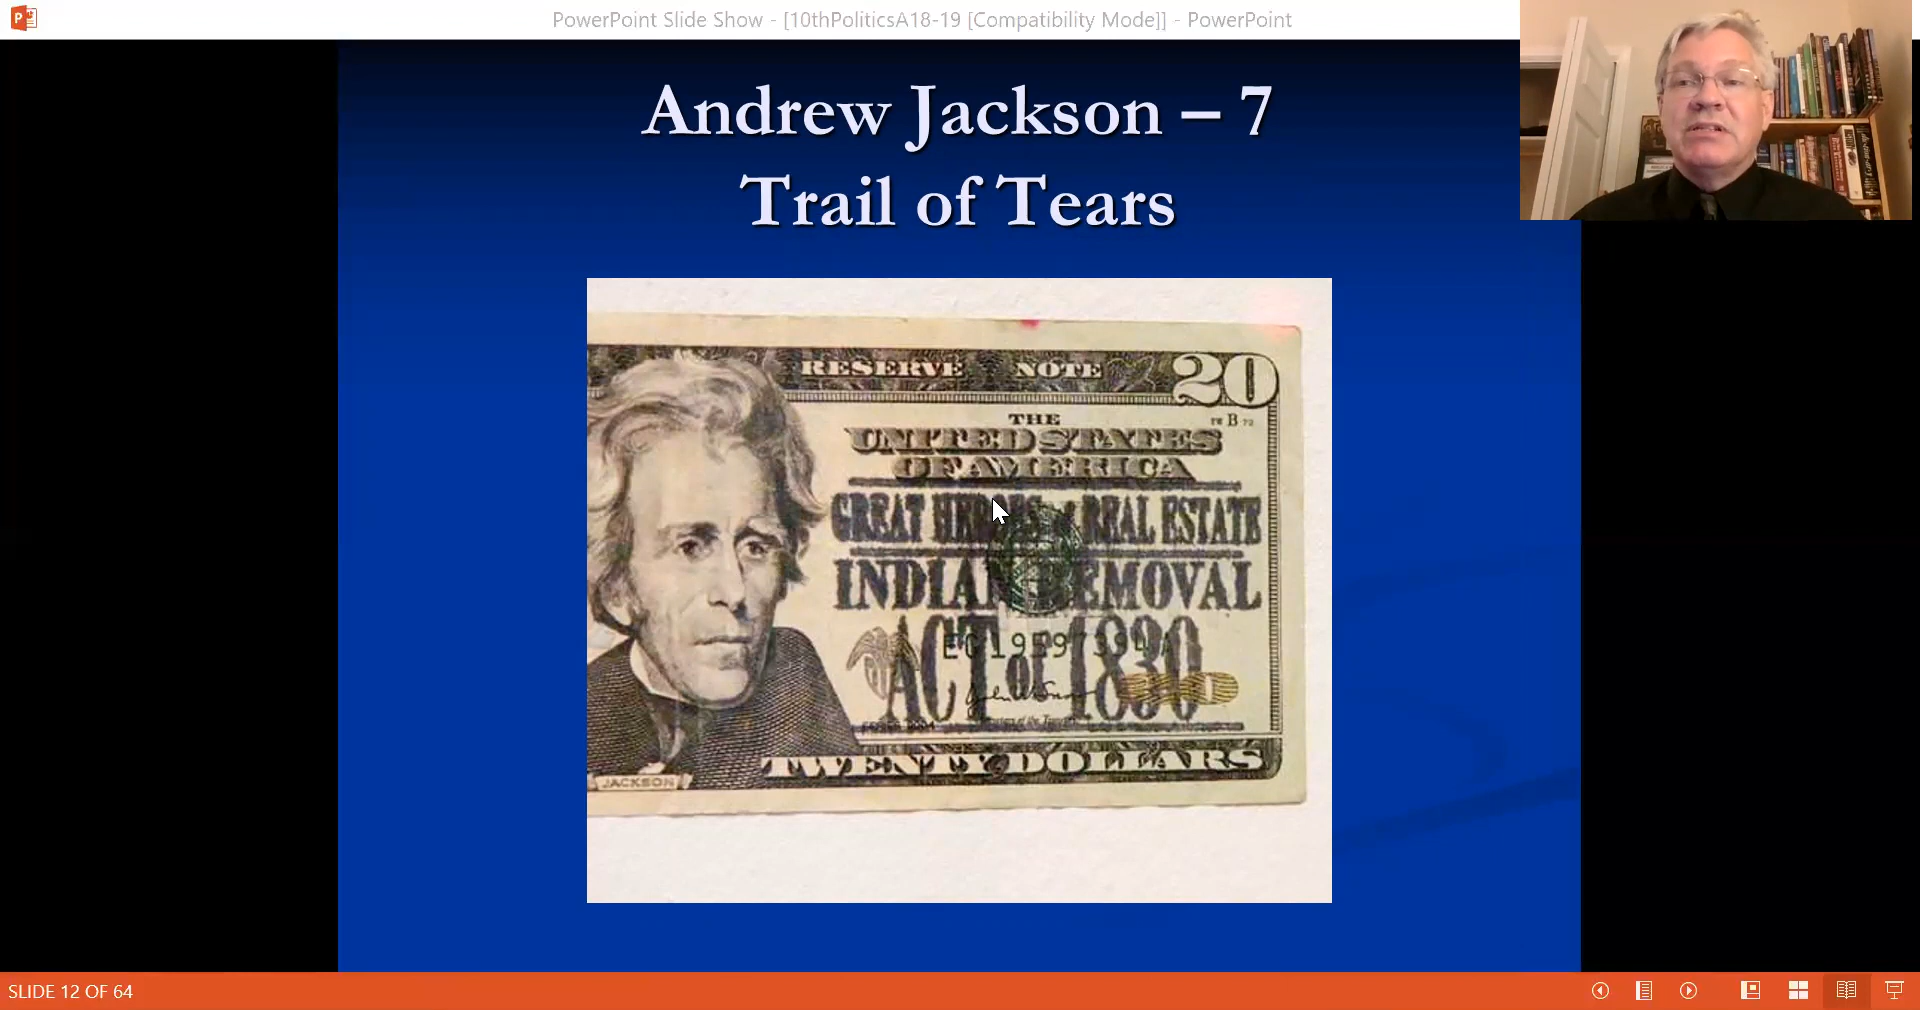 PowerPoint Slide Show - [10thPoliticsA18-19 [Compatibility Mode]] - PowerPoint
Andrew Jackson – 7
Trail of Tears
RESERVE NOTE
20
THE
UNITED STATES
OF AMERICA
GREAT HEROES of REAL ESTATE
INDIAN REMOVAL
ACT of 1830
JACKSON
TWENTY DOLLARS
SLIDE 12 OF 64